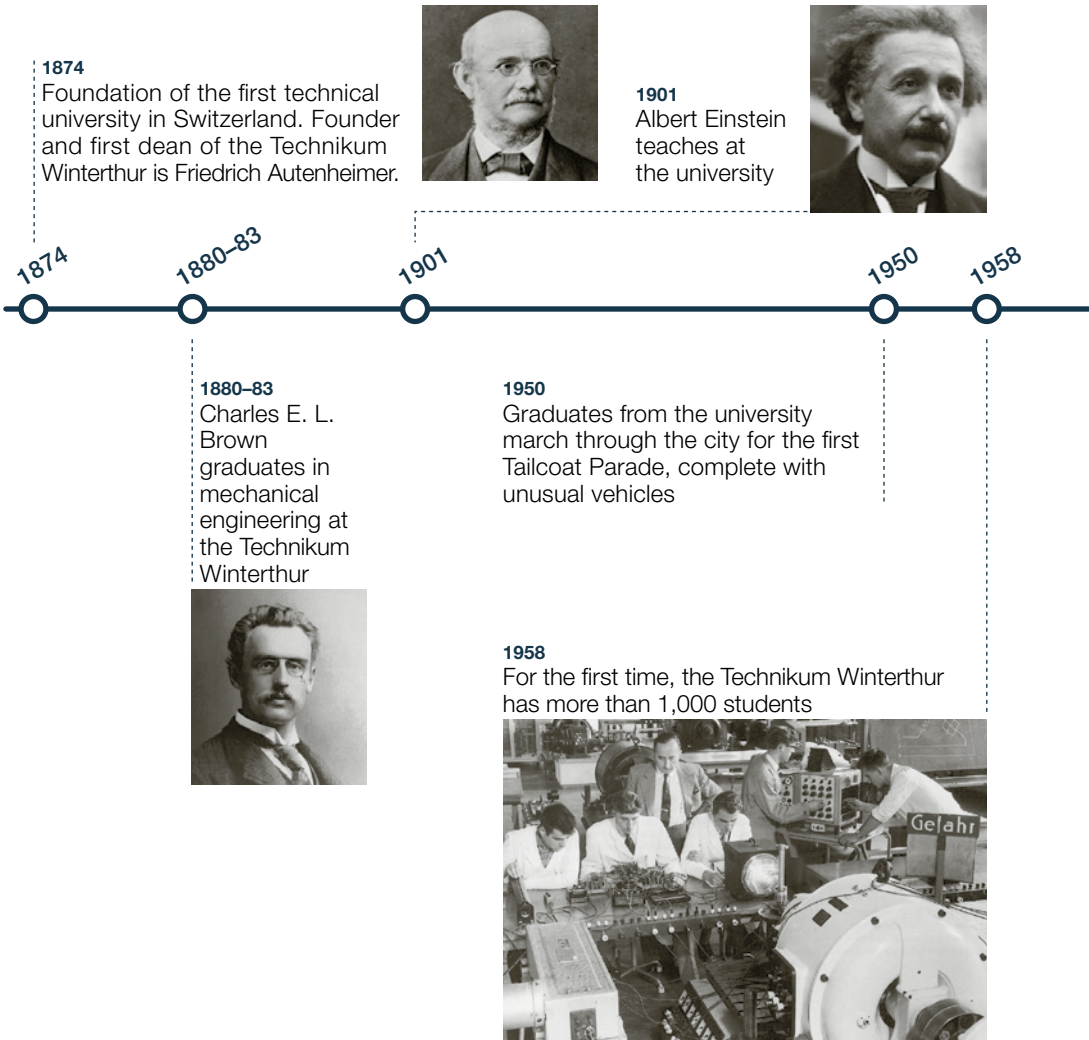 1874
Foundation of the first technical
university in Switzerland. Founder
and first dean of the Technikum
Winterthur is Friedrich Autenheimer.
1901
Albert Einstein
teaches at
the university
1874
1880–83
1901
1950
1958
1880–83
Charles E. L.
Brown
graduates in
mechanical
engineering at
the Technikum
Winterthur
1950
Graduates from the university
march through the city for the first
Tailcoat Parade, complete with
unusual vehicles
1958
For the first time, the Technikum Winterthur
has more than 1,000 students
Gefahr